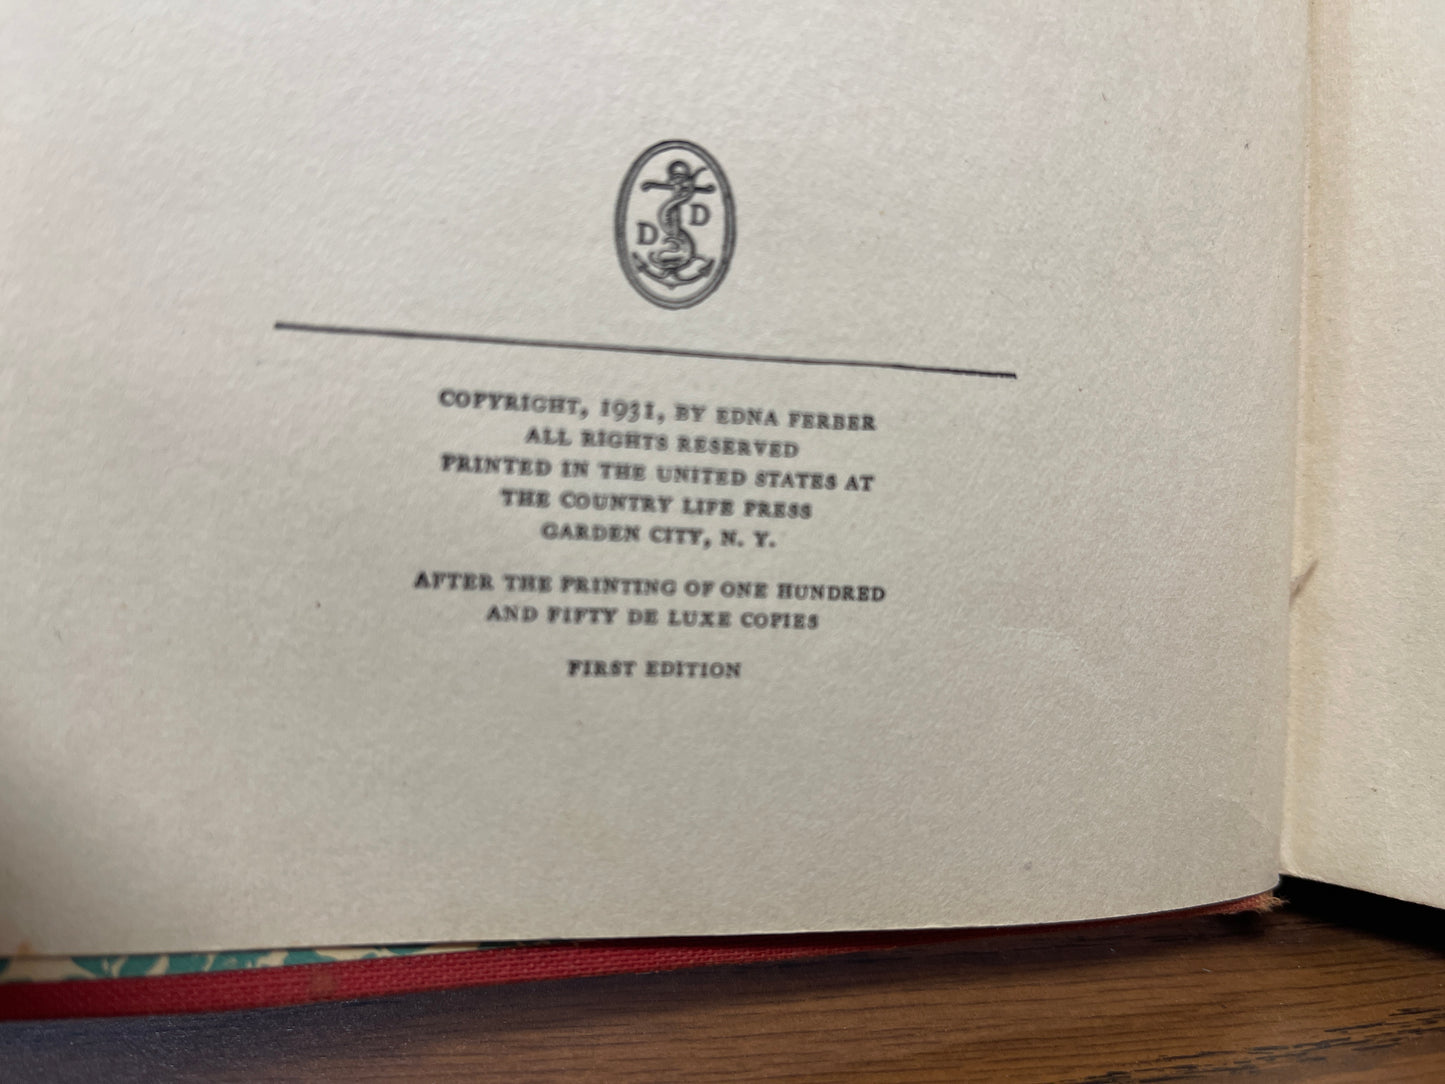 D D
COPYRIGHT, 1931, BY EDNA FERBER
ALL RIGHTS RESERVED
PRINTED IN THE UNITED STATES AT
THE COUNTRY LIFE PRESS
GARDEN CITY, N. Y.
AFTER THE PRINTING OF ONE HUNDRED
AND FIFTY DE LUXE COPIES
FIRST EDITION